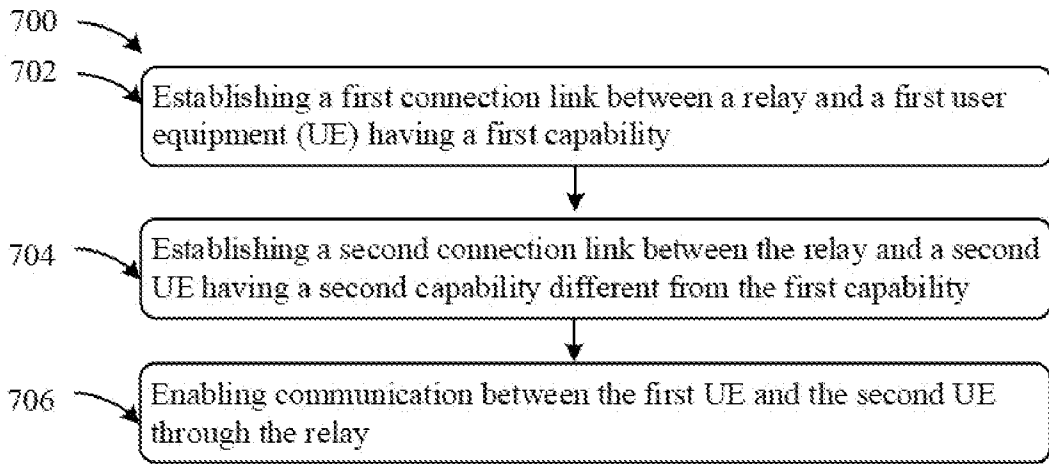 700
702
Establishing a first connection link between a relay and a first user
equipment (UE) having a first capability
704
Establishing a second connection link between the relay and a second
UE having a second capability different from the first capability
706
Enabling communication between the first UE and the second UE
through the relay